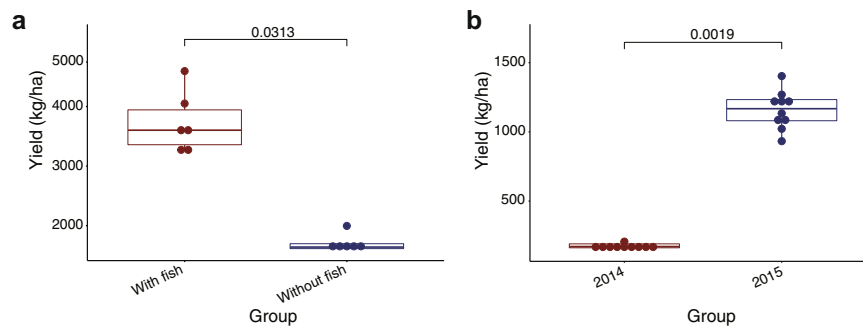 a
0.0313
Yield (kg/ha)
5000
4000
3000
2000
With fish
Without fish
Group
b
0.0019
Yield (kg/ha)
1500
1000
500
2014
2015
Group